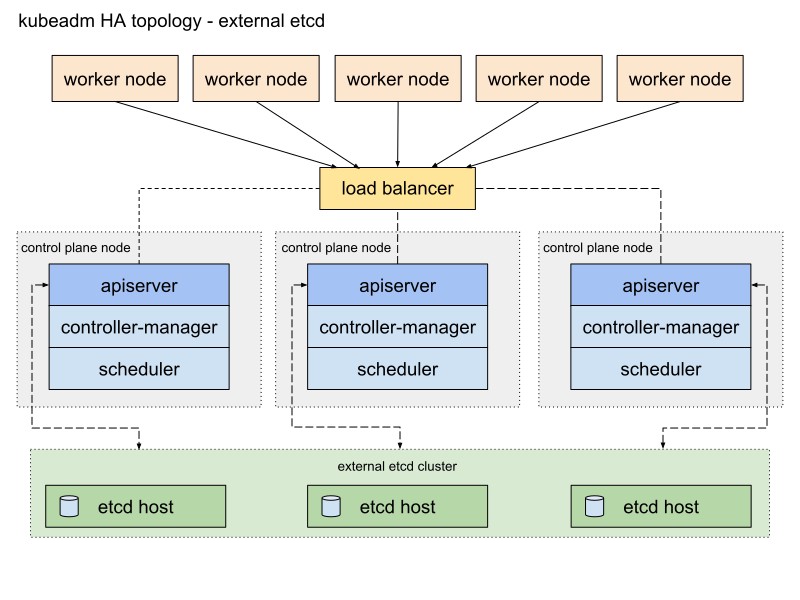 kubeadm HA topology - external etcd
worker node
worker node
worker node
worker node
worker node
load balancer
control plane node
control plane node
control plane node
apiserver
apiserver
apiserver
controller-manager
controller-manager
controller-manager
scheduler
scheduler
scheduler
external etcd cluster
etcd host
etcd host
etcd host